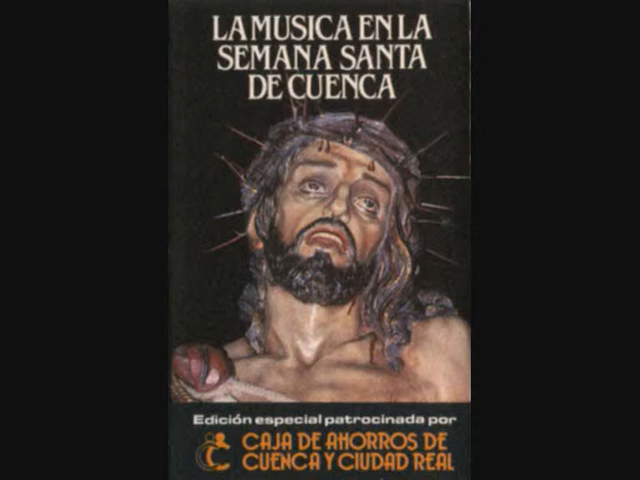 LA MUSICA EN LA
SEMANA SANTA
DE CUENCA
Edición especial patrocinada por
CAJA DE AHORROS DE
CUENCA Y CIUDAD REAL